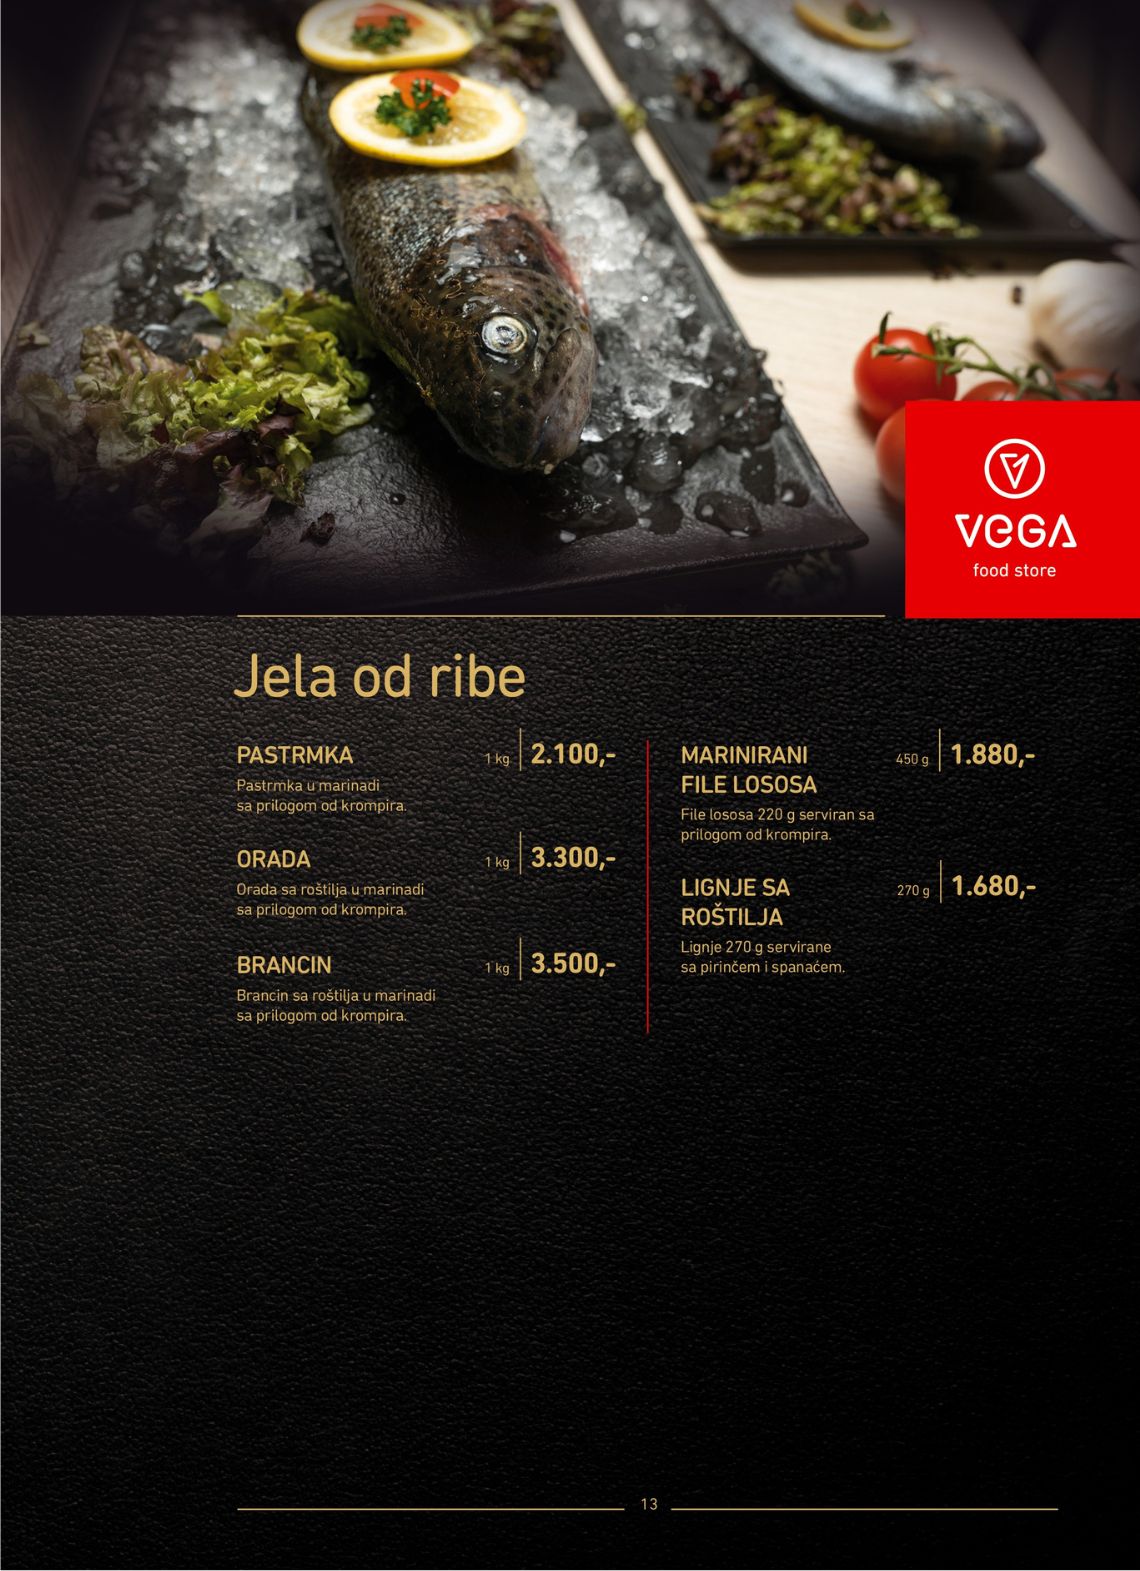 VEGA
food store
Jela od ribe
PASTRMKA 1 kg 2.100,-
Pastrmka u marinadi
sa prilogom od krompira.
ORADA 1 kg 3.300,-
Orada sa roštilja u marinadi
sa prilogom od krompira.
BRANCIN 1 kg 3.500,-
Brancin sa roštilja u marinadi
sa prilogom od krompira.
MARINIRANI 450 g 1.880,-
FILE LOSOSA
File lososa 220 g serviran sa
prilogom od krompira.
LIGNJE SA 270 g 1.680,-
ROŠTILJA
Lignje 270 g servirane
sa pirinčem i spanaćem.
13